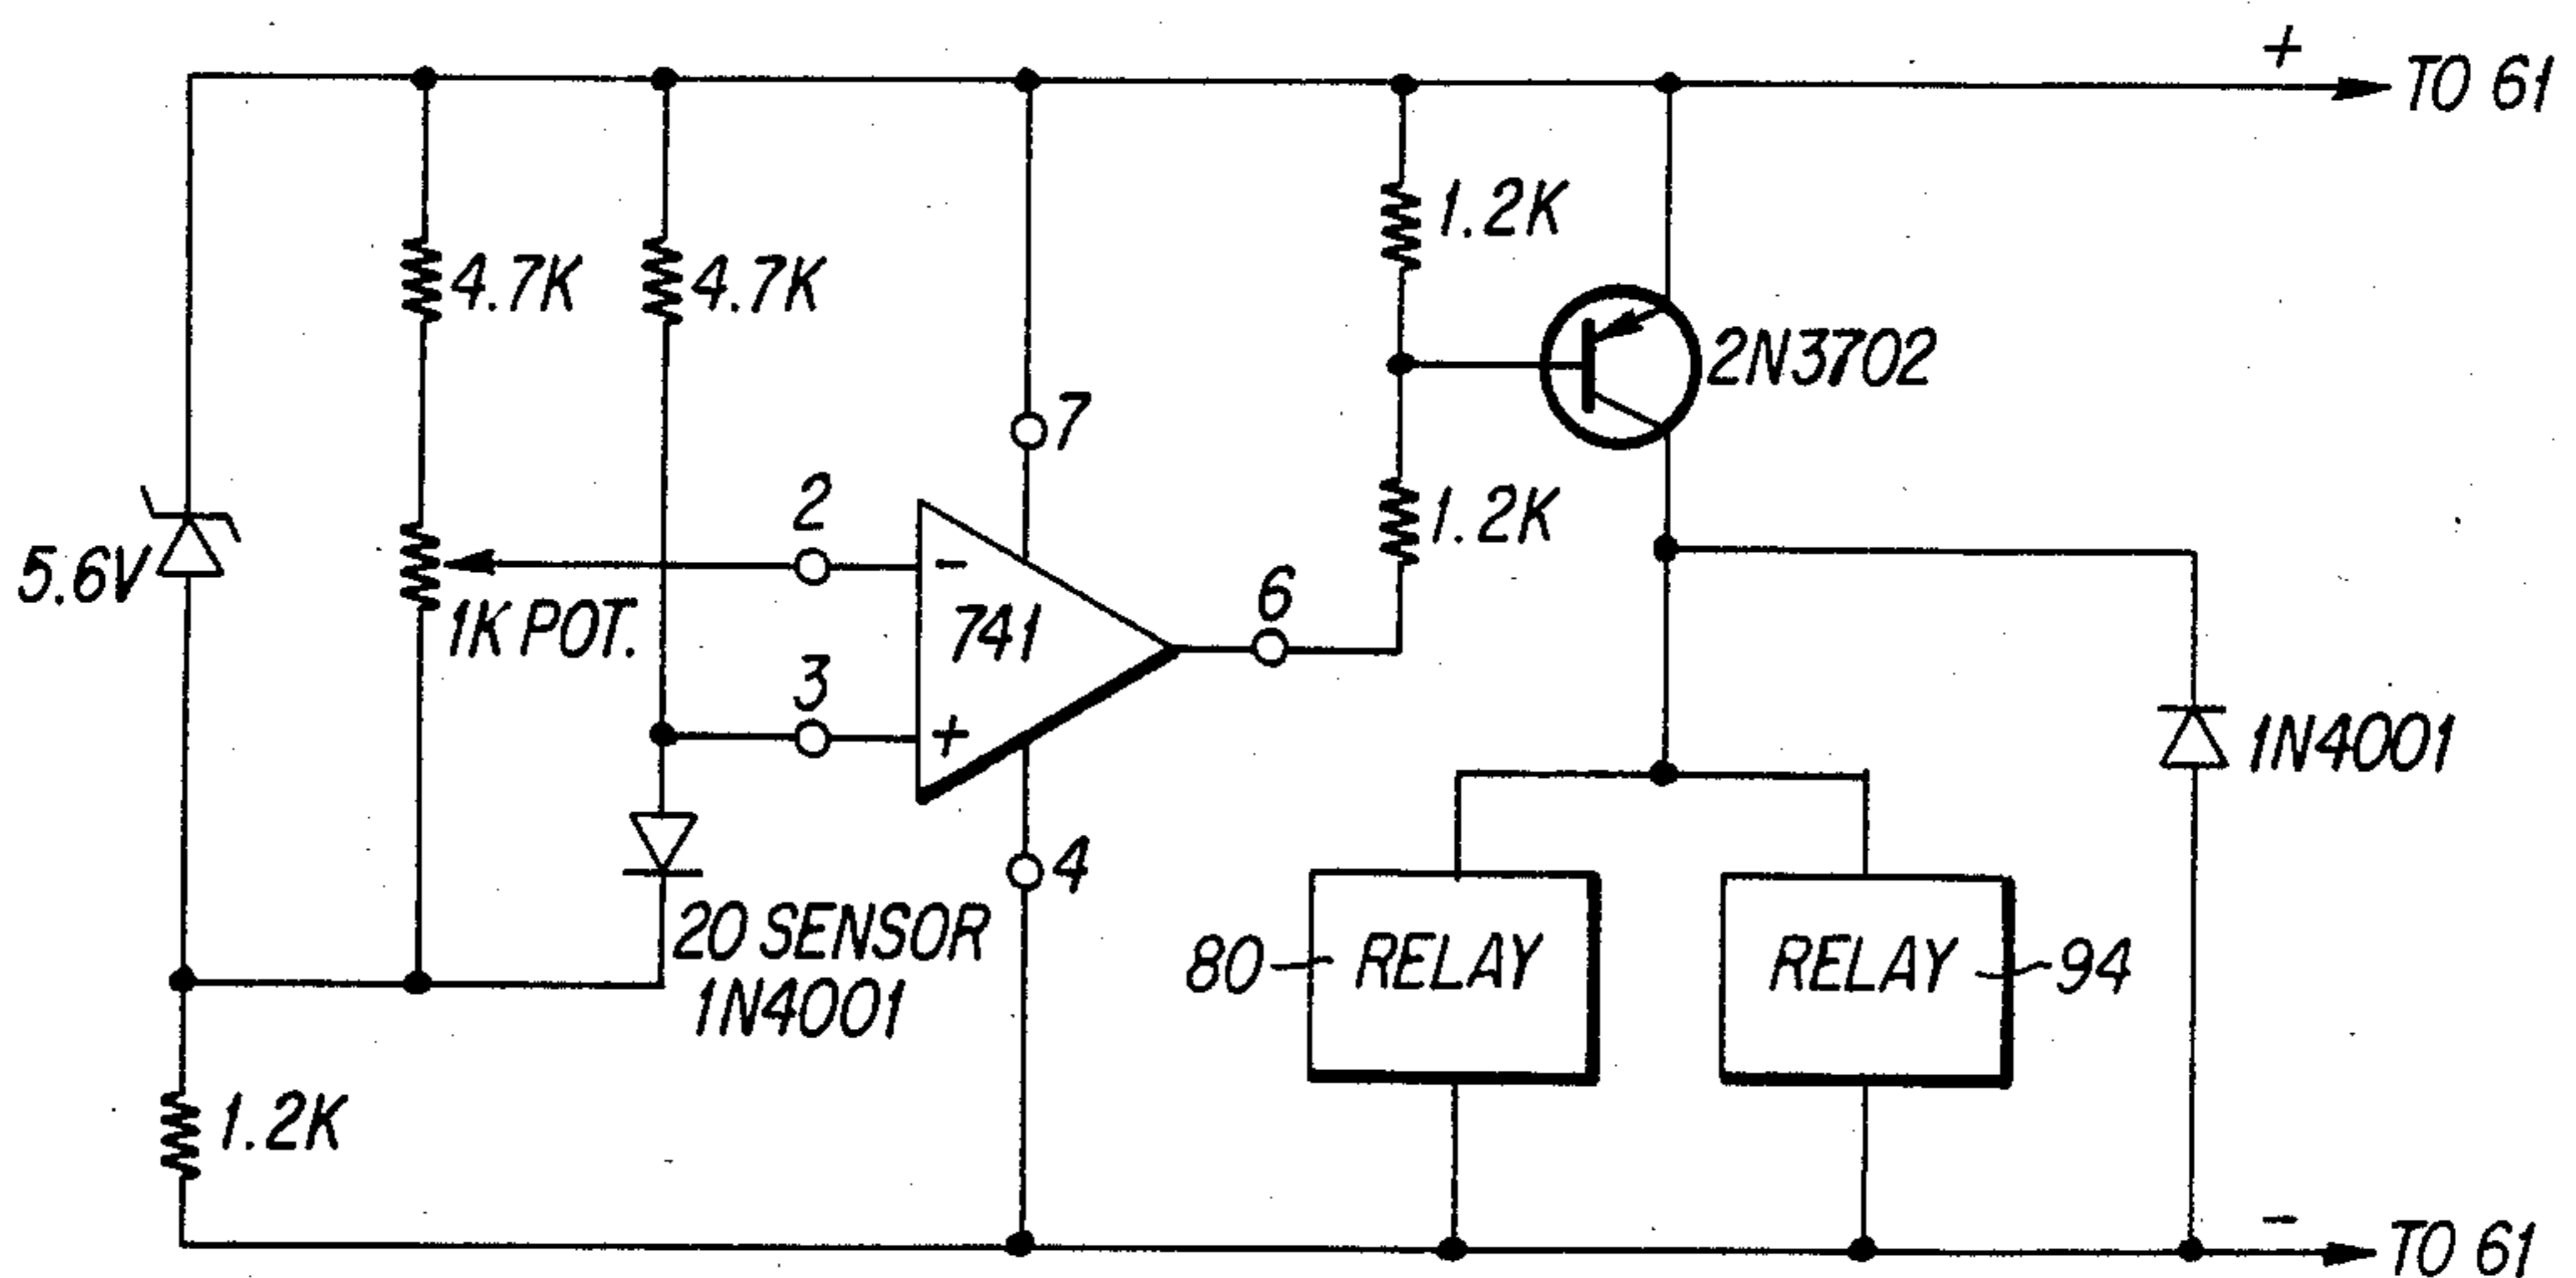 +
TO 61
1.2K
4.7K
4.7K
2N3702
7
2
1.2K
5.6V
-
6
1K POT.
741
3
+
1N4001
4
20 SENSOR
1N4001
80
RELAY
RELAY
94
1.2K
-
TO 61